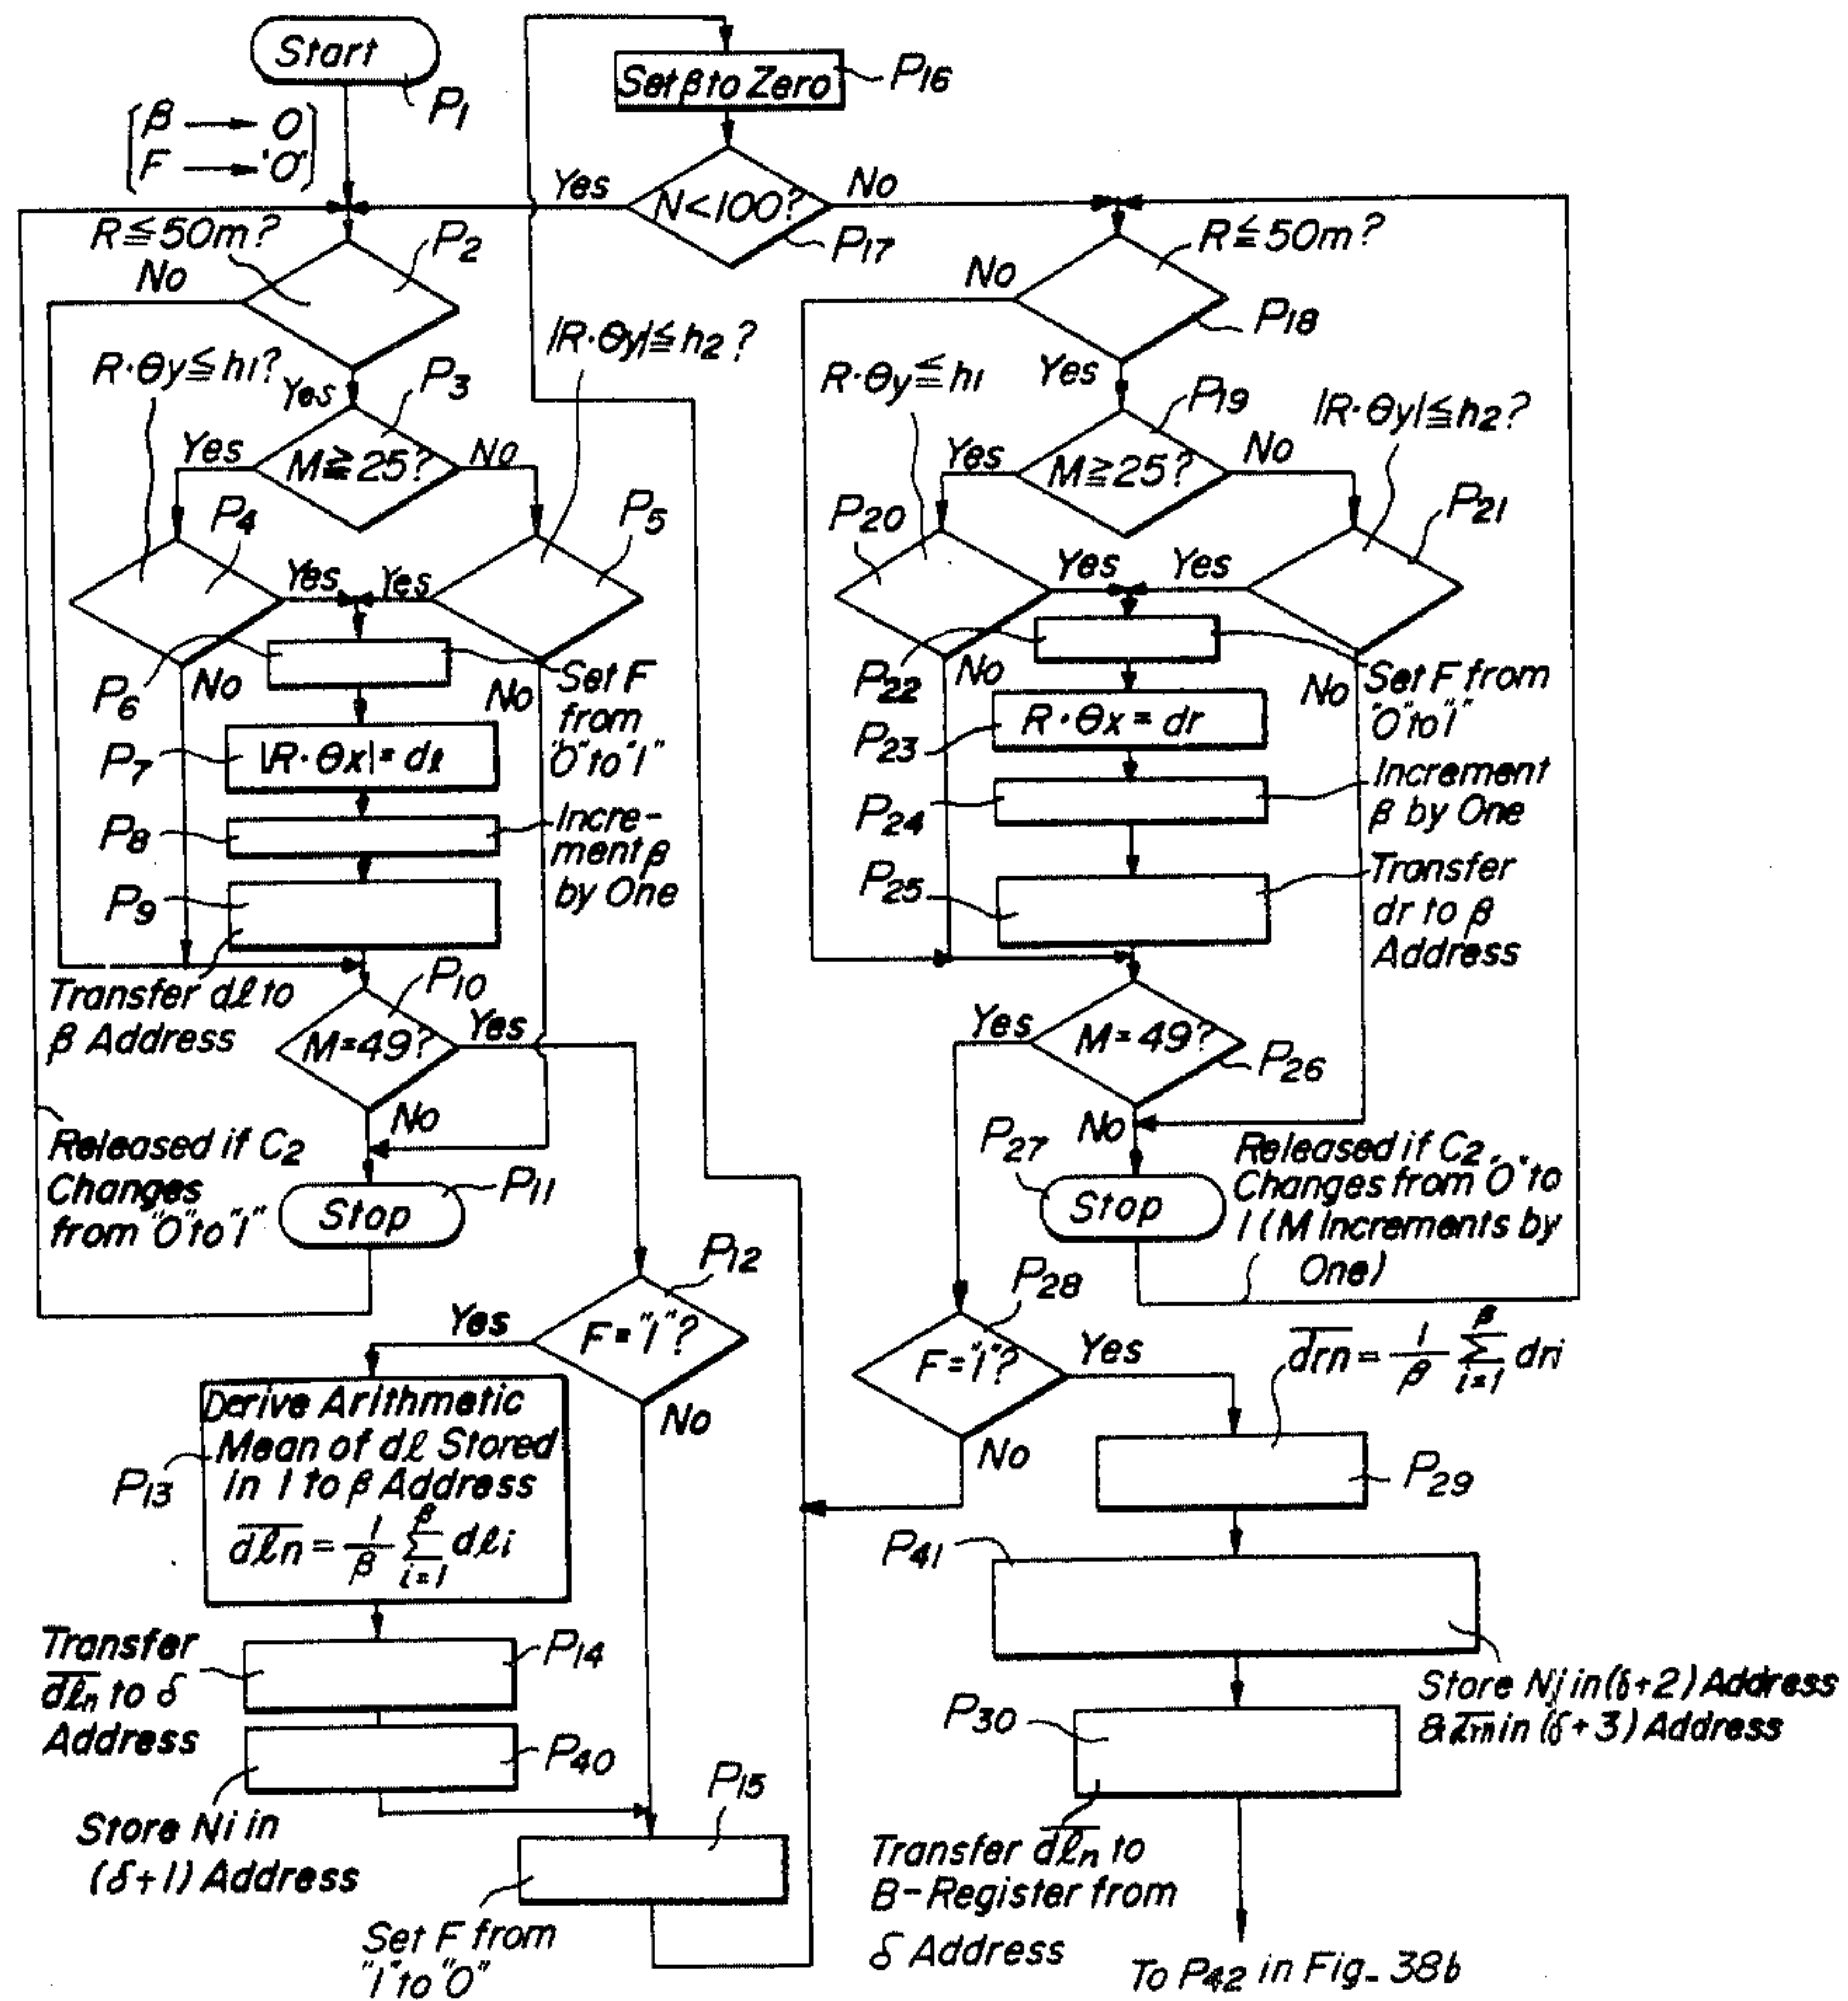 Start
P1
β → 0
F → "0"
Set β to Zero
P16
N<100?
Yes
No
P17
R≦50m?
P2
No
Yes
R·θy≦h1?
P3
|R·θy|≦h2?
M≧25?
Yes
No
P4
P5
Yes
Yes
P6
No
No
Set F
from
"0" to "1"
P7
|R·θx| = dℓ
P8
Incre-
ment β
by One
P9
Transfer dℓ to
β Address
P10
M=49?
Yes
No
Released if C2
Changes
from "0" to "1"
Stop
P11
P12
F="1"?
Yes
No
Derive Arithmetic
Mean of dℓ Stored
in 1 to β Address
P13
d̅ℓ̅n̅ = 1/β Σ(i=1 to β) dℓi
Transfer
d̅ℓ̅n̅ to δ
Address
P14
P40
Store Ni in
(δ+1) Address
P15
Set F from
"1" to "0"
R≦50m?
No
P18
Yes
R·θy≦h1
P19
|R·θy|≦h2?
M≧25?
Yes
No
P20
P21
Yes
Yes
P22
No
No
Set F from
"0" to "1"
P23
R·θx = dr
P24
Increment
β by One
P25
Transfer
dr to β
Address
M=49?
Yes
P26
No
P27
Stop
Released if C2
Changes from "0" to
1 (M Increments by
One)
P28
F="1"?
Yes
No
d̅r̅n̅ = 1/β Σ(i=1 to β) dri
P29
P41
Store Nj in (δ+2) Address
& in (δ+3) Address
P30
Transfer d̅ℓ̅n̅ to
B-Register from
δ Address
To P42 in Fig. 38b